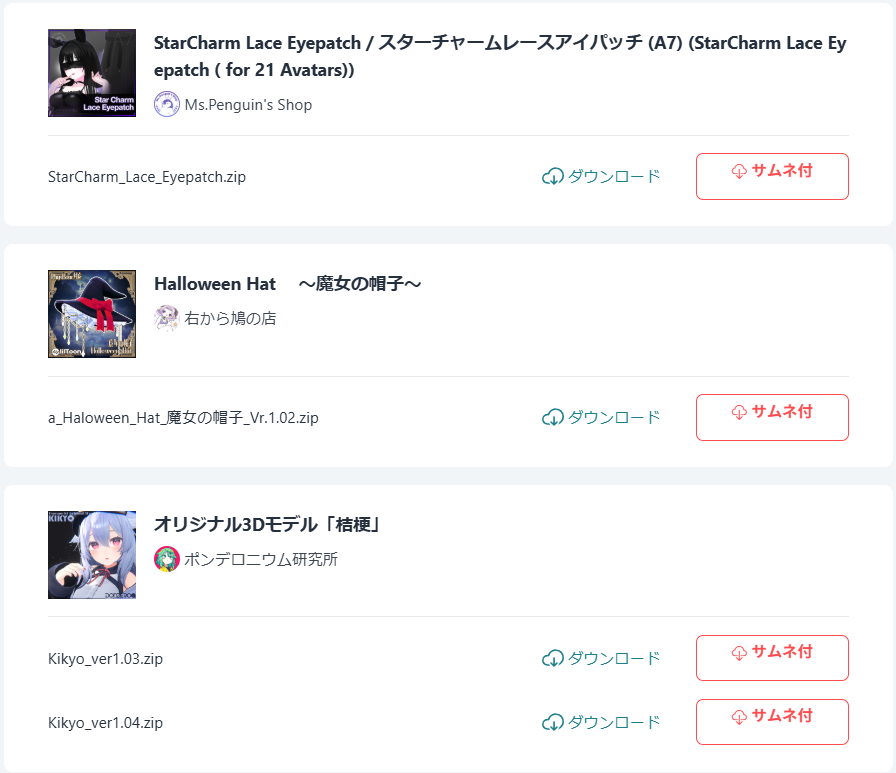 StarCharm Lace Eyepatch / スターチャームレースアイパッチ (A7) (StarCharm Lace Ey
epatch ( for 21 Avatars))
Star Charm
Lace Eyepatch
Ms.Penguin's Shop
StarCharm_Lace_Eyepatch.zip
ダウンロード
サムネ付
Halloween Hat 　～魔女の帽子～
右から鳩の店
lilToon
Halloween Hat
a_Haloween_Hat_魔女の帽子_Vr.1.02.zip
ダウンロード
サムネ付
オリジナル3Dモデル「桔梗」
KIKYO
ポンデロニウム研究所
Kikyo_ver1.03.zip
ダウンロード
サムネ付
Kikyo_ver1.04.zip
ダウンロード
サムネ付